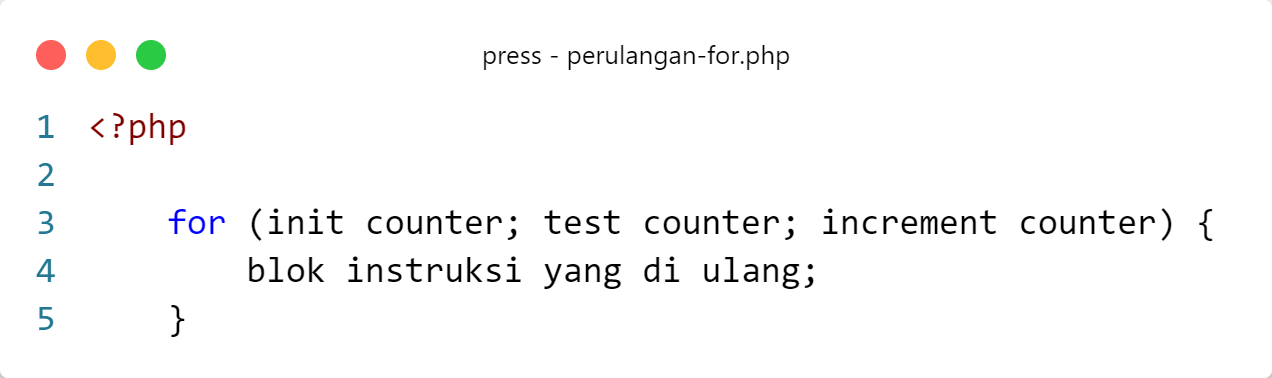 press - perulangan-for.php
1 <?php
2
3 for (init counter; test counter; increment counter) {
4 blok instruksi yang di ulang;
5 }